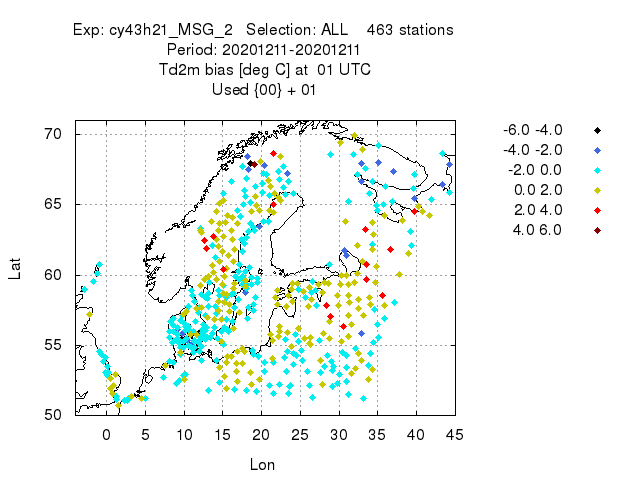 Exp: cy43h21_MSG_2   Selection: ALL    463 stations
Period: 20201211-20201211
Td2m bias [deg C] at  01 UTC
Used {00} + 01
70
65
60
55
50
Lat
0 5 10 15 20 25 30 35 40 45
Lon
-6.0 -4.0
-4.0 -2.0
-2.0 0.0
0.0 2.0
2.0 4.0
4.0 6.0